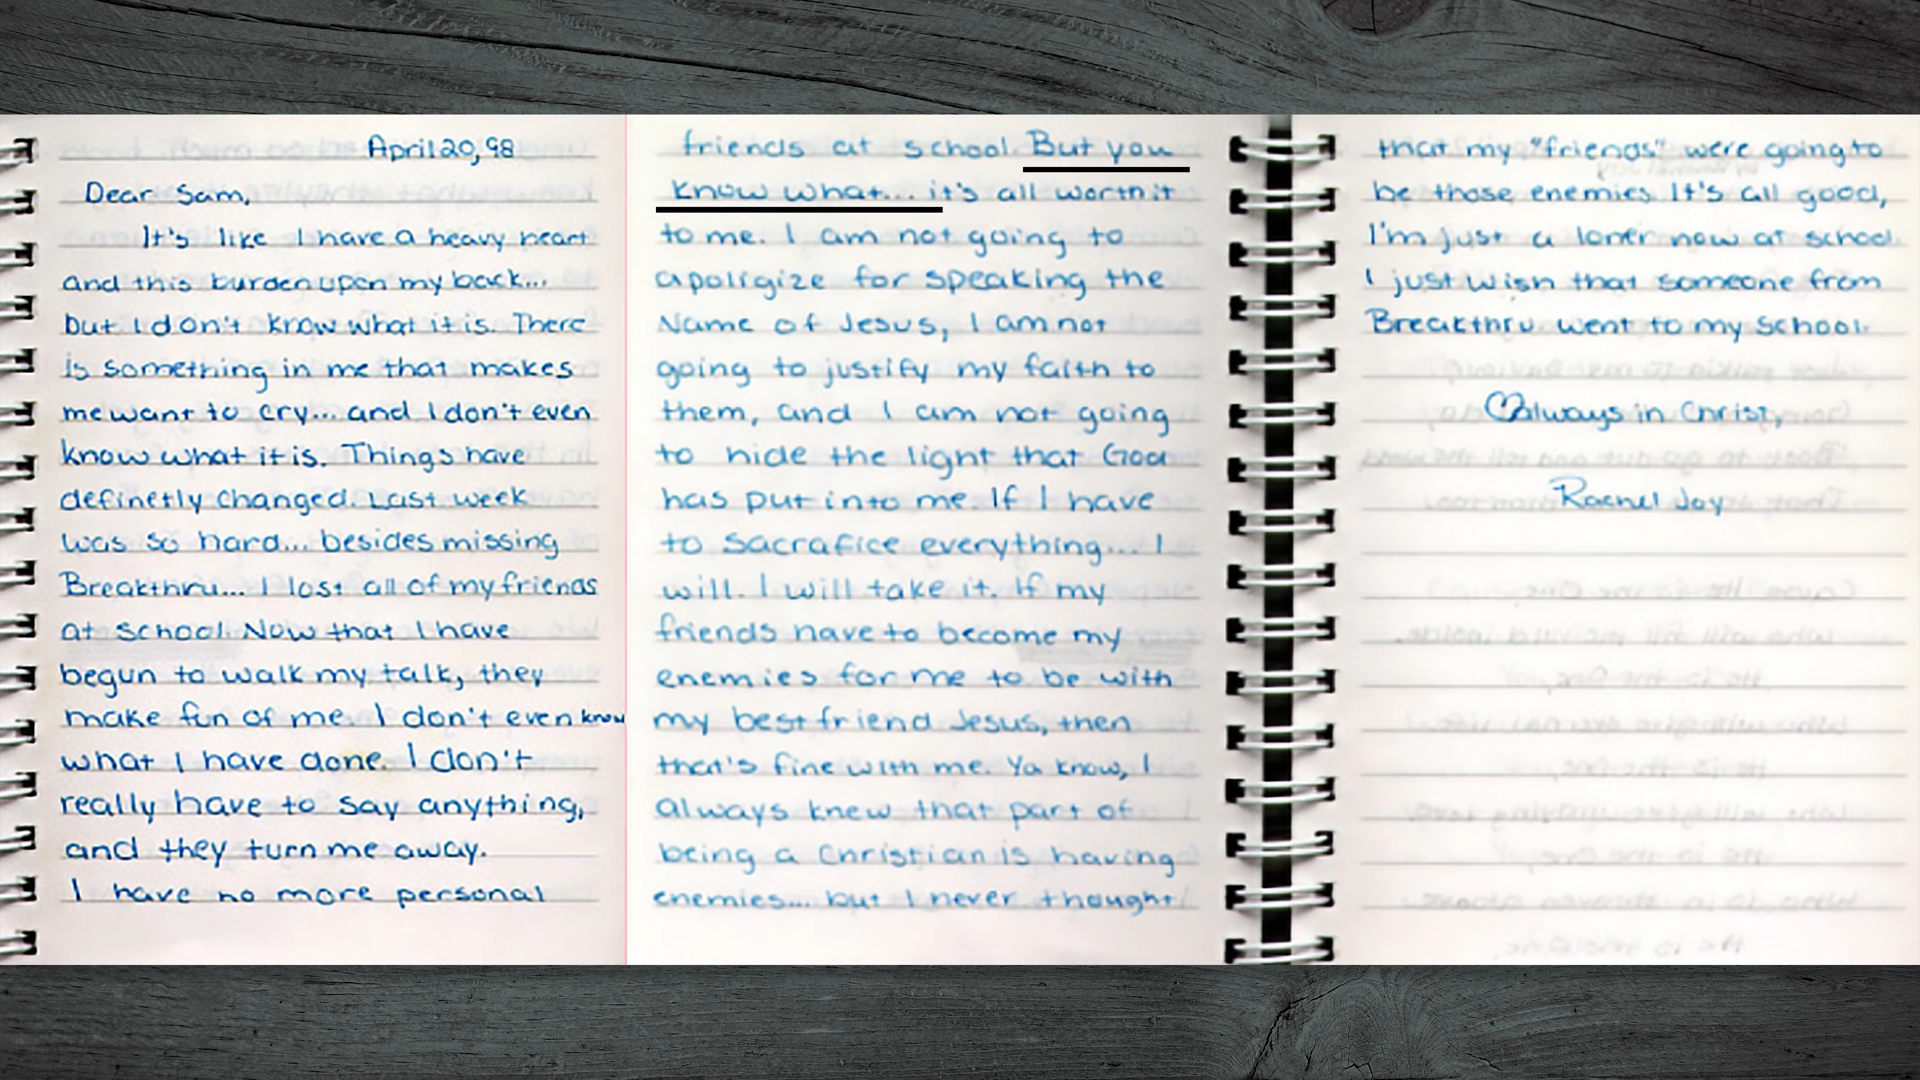 April 20, 98
Dear Sam,
It's like I have a heavy heart
and this burden upon my back...
but I don't know what it is. There
is something in me that makes
me want to cry... and I don't even
know what it is. Things have
definetly changed. Last week
was so hard... besides missing
Breakthru... I lost all of my friends
at school. Now that I have
begun to walk my talk, they
make fun of me. I don't even know
what I have done. I don't
really have to say anything,
and they turn me away.
I have no more personal
friends at school. But you
know what... it's all worth it
to me. I am not going to
apoligize for speaking the
Name of Jesus, I am not
going to justify my faith to
them, and I am not going
to hide the light that God
has put into me. If I have
to sacrafice everything... I
will. I will take it. If my
friends have to become my
enemies for me to be with
my best friend Jesus, then
that's fine with me. Ya know, I
always knew that part of
being a Christian is having
enemies... but I never thought
that my "friends" were going to
be those enemies. It's all good,
I'm just a loner now at school.
I just wish that someone from
Breakthru went to my school.
always in Christ,
Rachel Joy